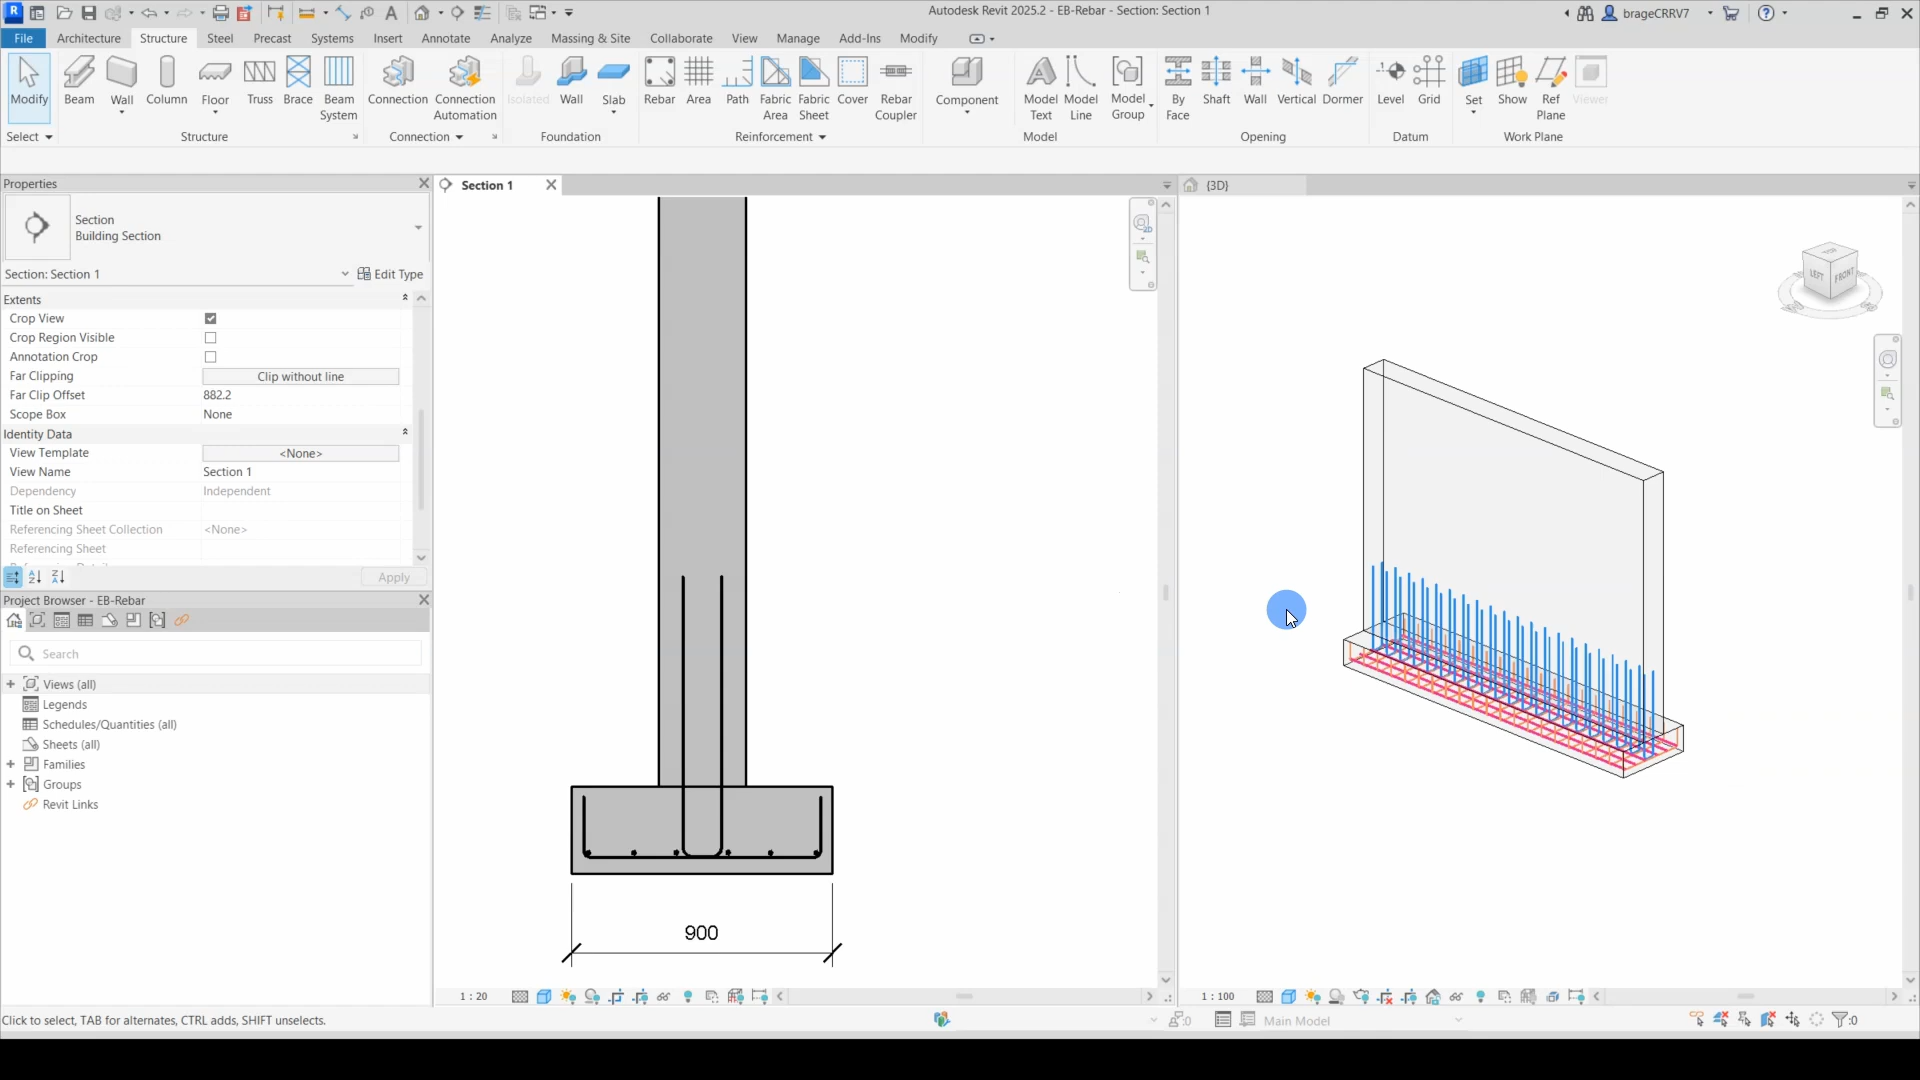 Autodesk Revit 2025.2 - EB-Rebar - Section: Section 1
brageCRRV7
File Architecture Structure Steel Precast Systems Insert Annotate Analyze Massing & Site Collaborate View Manage Add-Ins Modify
Modify Beam Wall Column Floor Truss Brace Beam System Connection Connection Automation Isolated Wall Slab Rebar Area Path Fabric Area Fabric Sheet Cover Rebar Coupler Component Model Text Model Line Model Group By Face Shaft Wall Vertical Dormer Level Grid Set Show Ref Plane Viewer
Select Structure Connection Foundation Reinforcement Model Opening Datum Work Plane
Properties
Section
Building Section
Section: Section 1
Edit Type
Extents
Crop View
Crop Region Visible
Annotation Crop
Far Clipping Clip without line
Far Clip Offset 882.2
Scope Box None
Identity Data
View Template <None>
View Name Section 1
Dependency Independent
Title on Sheet
Referencing Sheet Collection <None>
Referencing Sheet
Apply
Project Browser - EB-Rebar
Search
Views (all)
Legends
Schedules/Quantities (all)
Sheets (all)
Families
Groups
Revit Links
Section 1
900
1 : 20
{3D}
LEFT
FRONT
1 : 100
Click to select, TAB for alternates, CTRL adds, SHIFT unselects.
:0
Main Model
:0